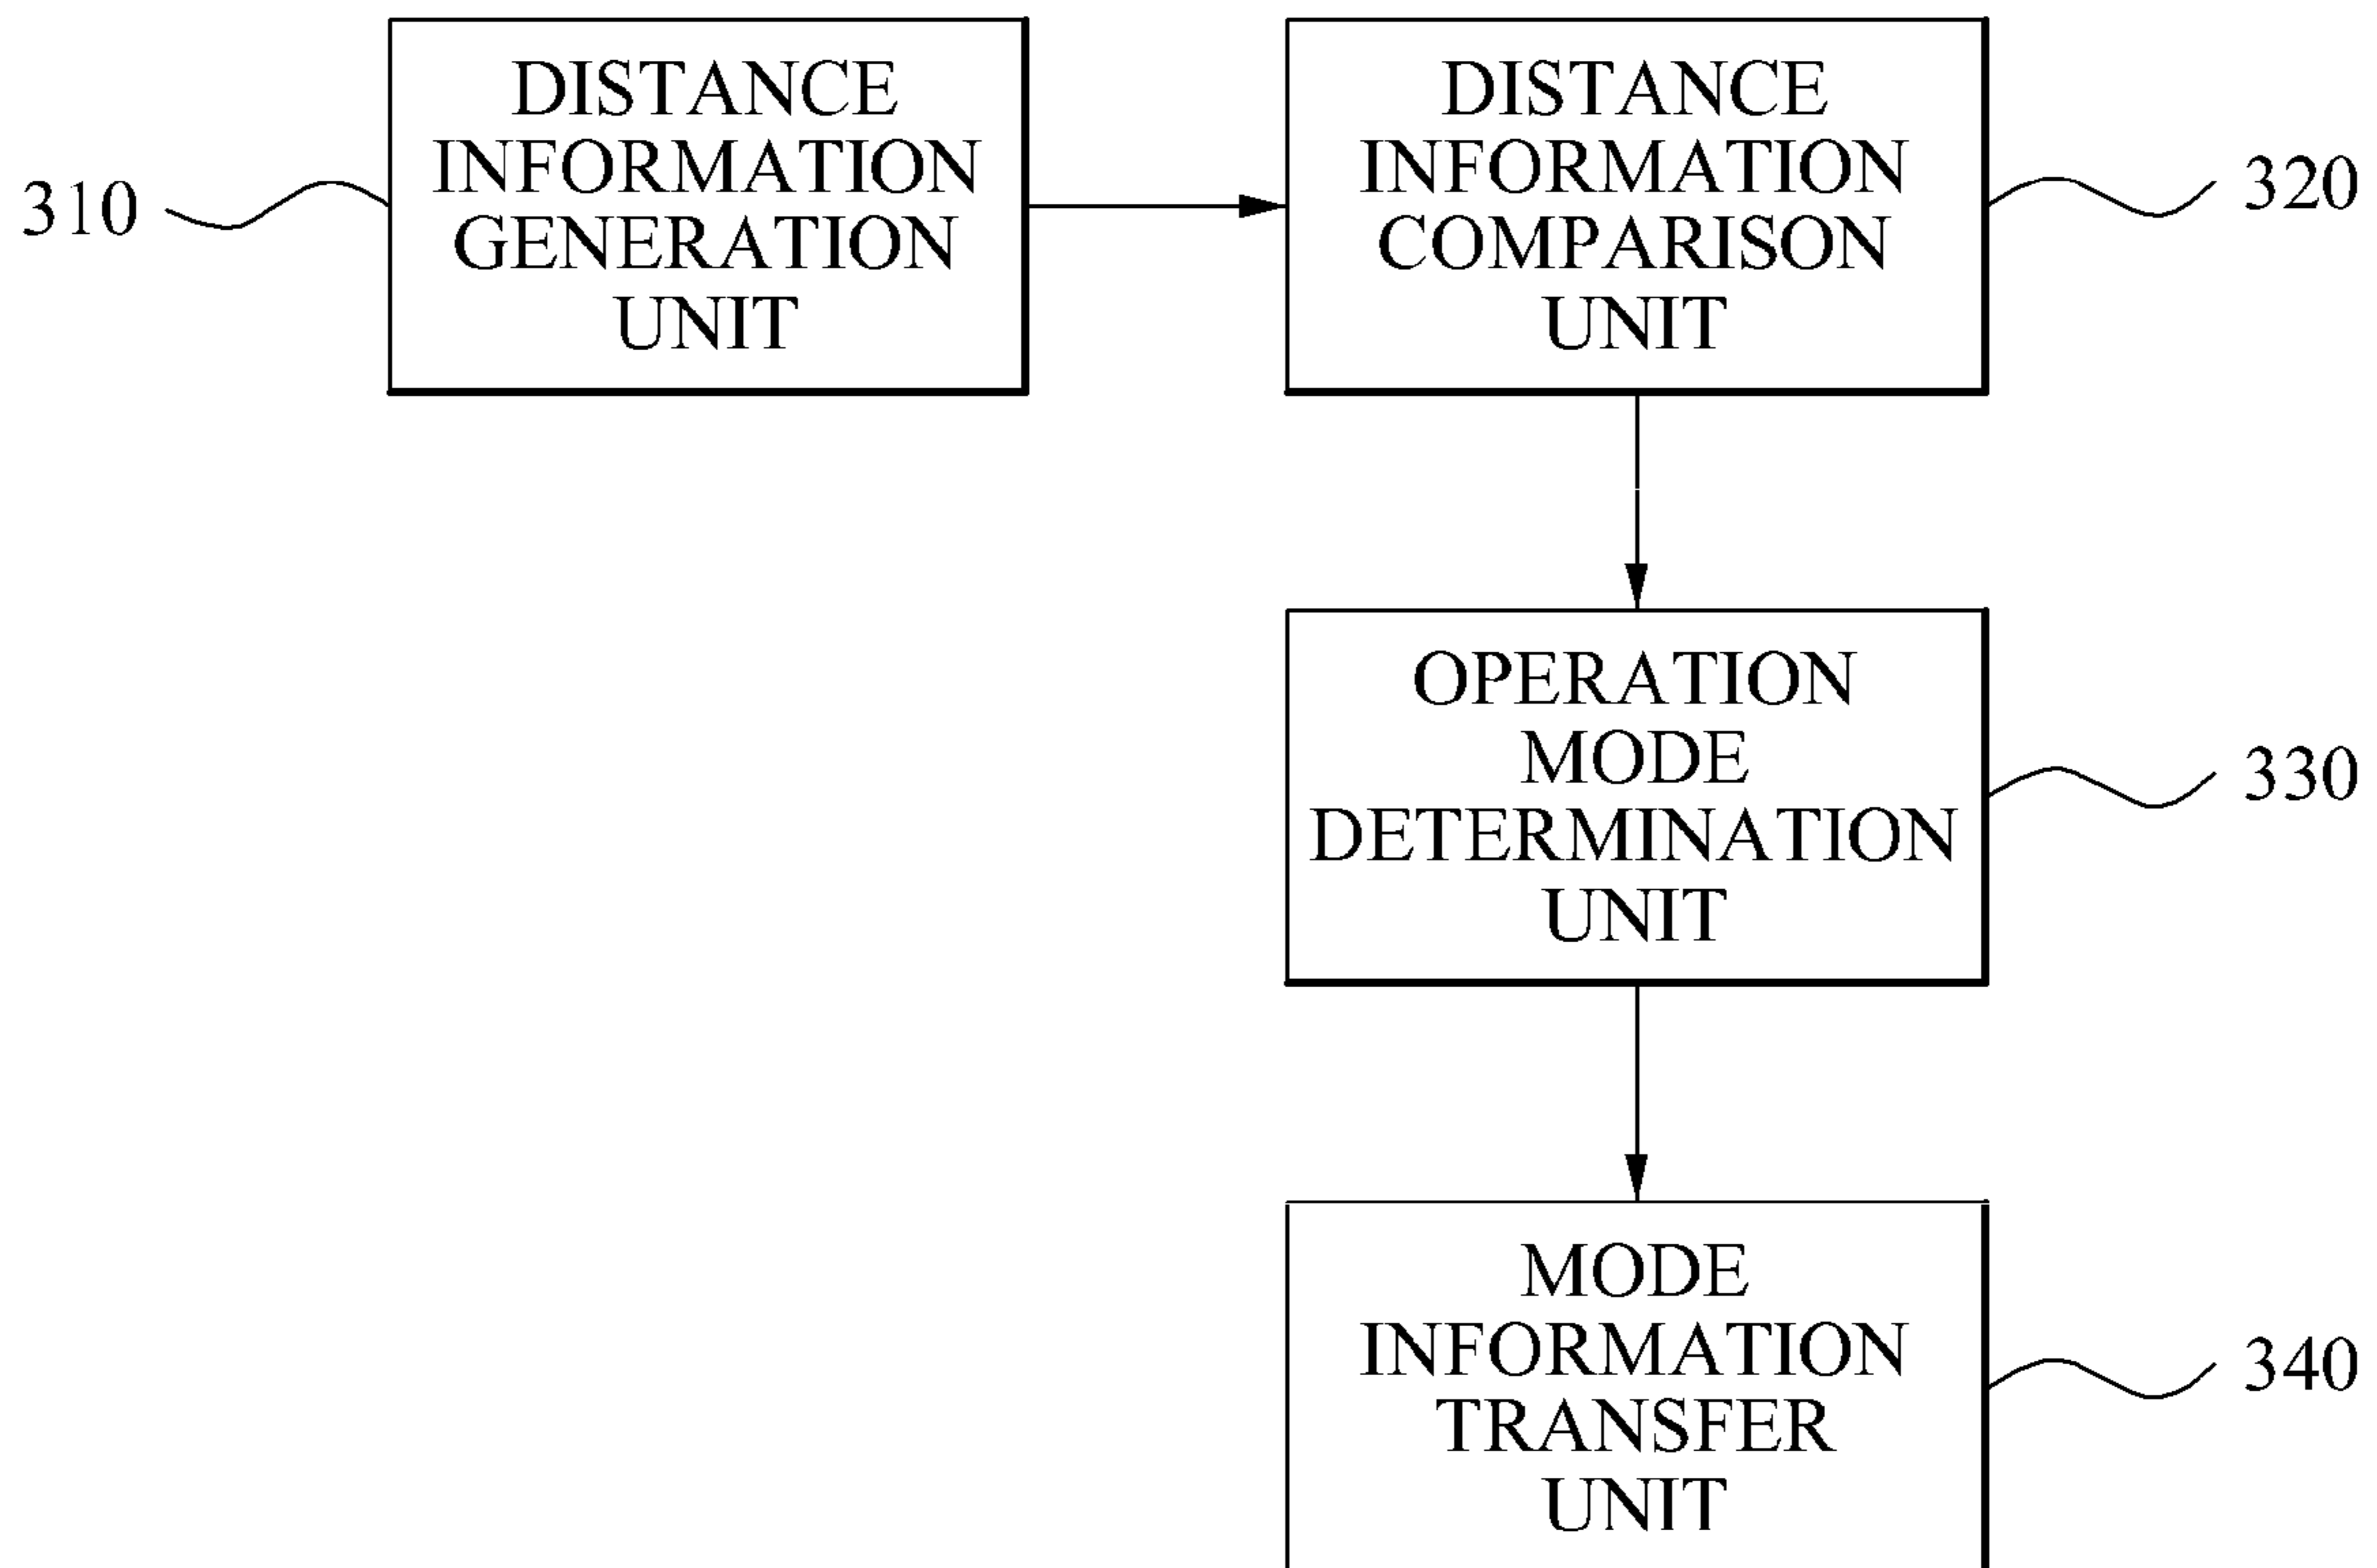 310
DISTANCE
INFORMATION
GENERATION
UNIT
DISTANCE
INFORMATION
COMPARISON
UNIT
320
OPERATION
MODE
DETERMINATION
UNIT
330
MODE
INFORMATION
TRANSFER
UNIT
340